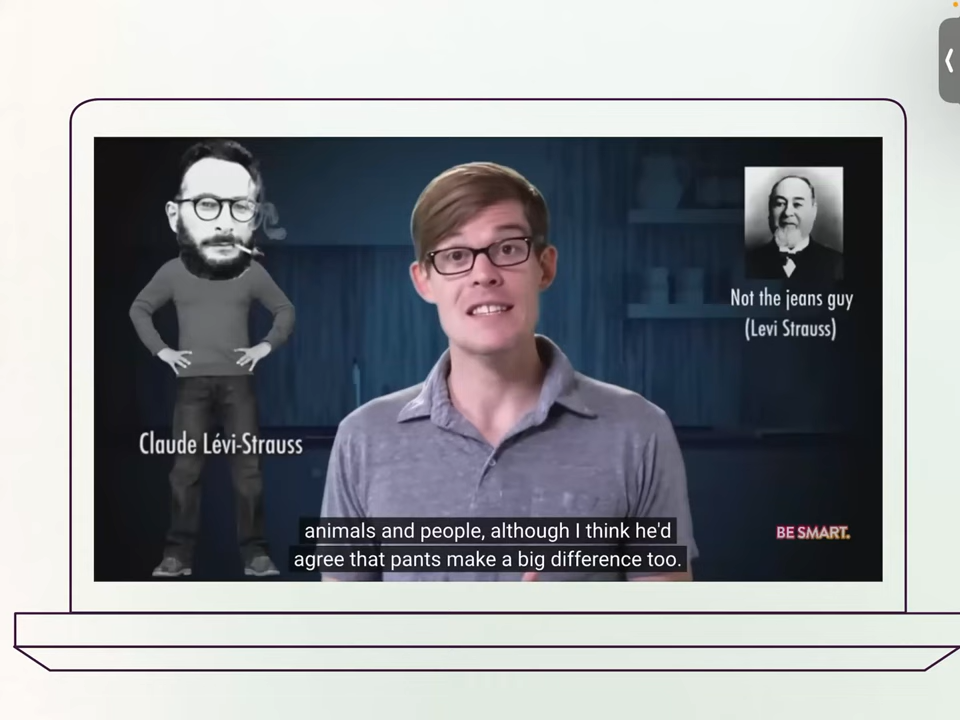 Not the jeans guy
(Levi Strauss)
Claude Lévi-Strauss
animals and people, although I think he'd
agree that pants make a big difference too.
BE SMART.